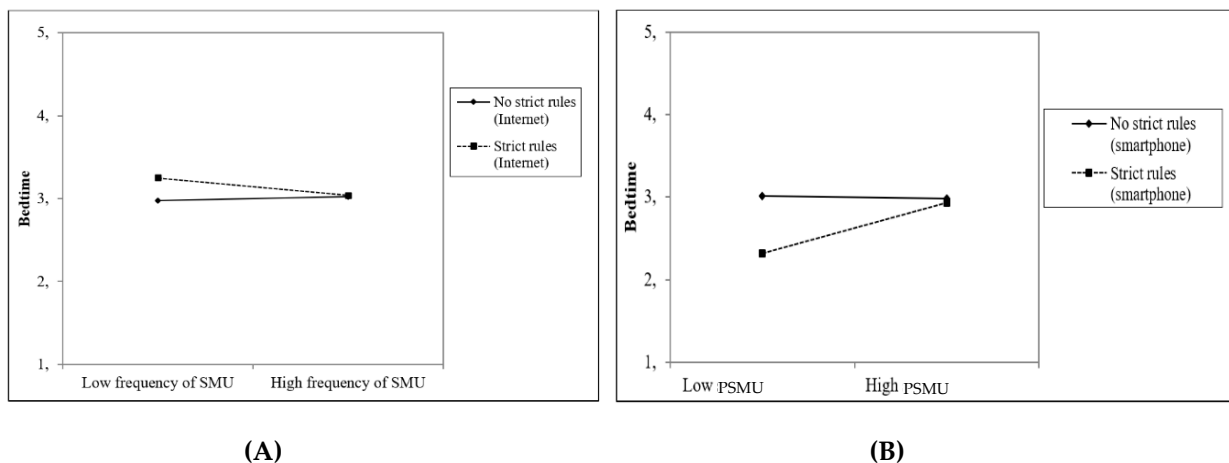 5,
4,
3,
2,
1,
Bedtime
Low frequency of SMU
High frequency of SMU
No strict rules
(Internet)
Strict rules
(Internet)
(A)
5,
4,
3,
2,
1,
Bedtime
Low PSMU
High PSMU
No strict rules
(smartphone)
Strict rules
(smartphone)
(B)